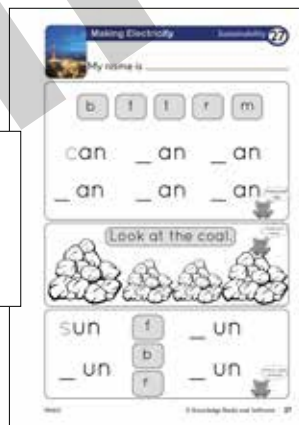 Making Electricity Sustainability 27
My name is
b f t r m
can _ an _ an
_ an _ an _ an
Look at the coal.
sun f _ un
b
_ un r _ un
© Knowledge Books and Software 27